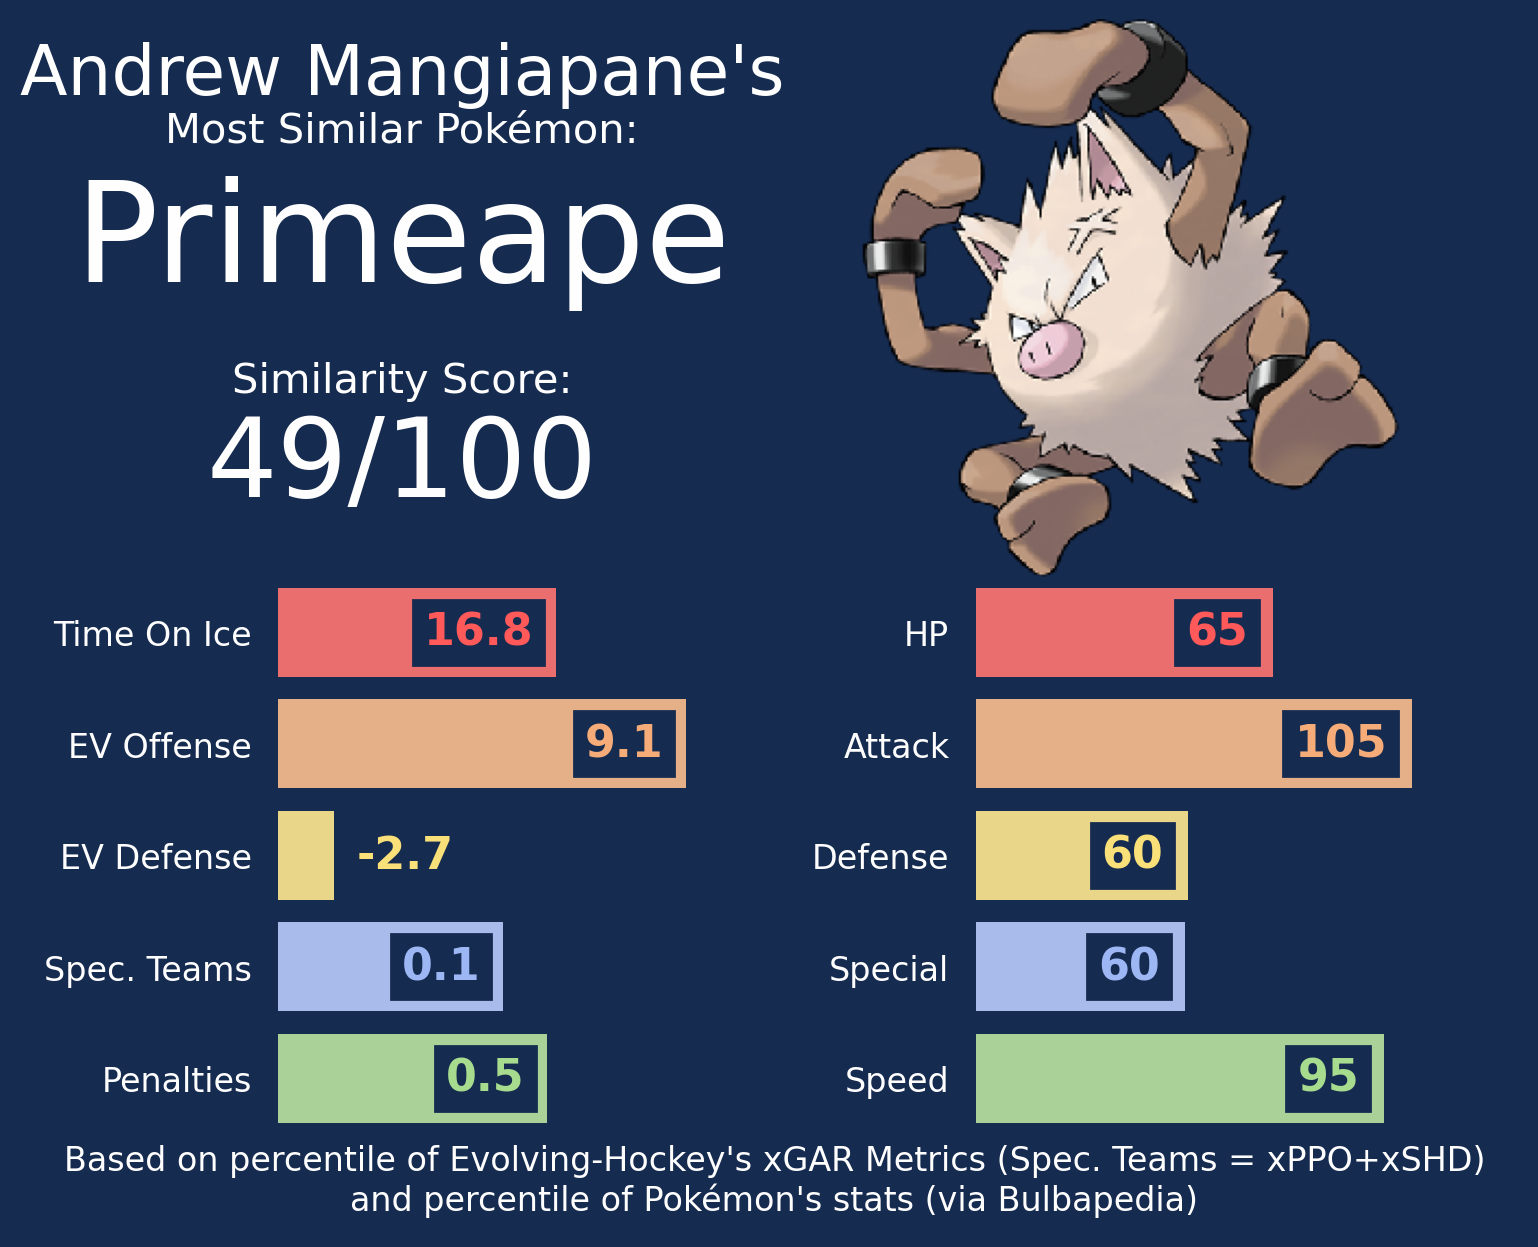 Andrew Mangiapane's
Most Similar Pokémon:
Primeape
Similarity Score:
49/100
Time On Ice 16.8
EV Offense 9.1
EV Defense -2.7
Spec. Teams 0.1
Penalties 0.5
HP 65
Attack 105
Defense 60
Special 60
Speed 95
Based on percentile of Evolving-Hockey's xGAR Metrics (Spec. Teams = xPPO+xSHD)
and percentile of Pokémon's stats (via Bulbapedia)